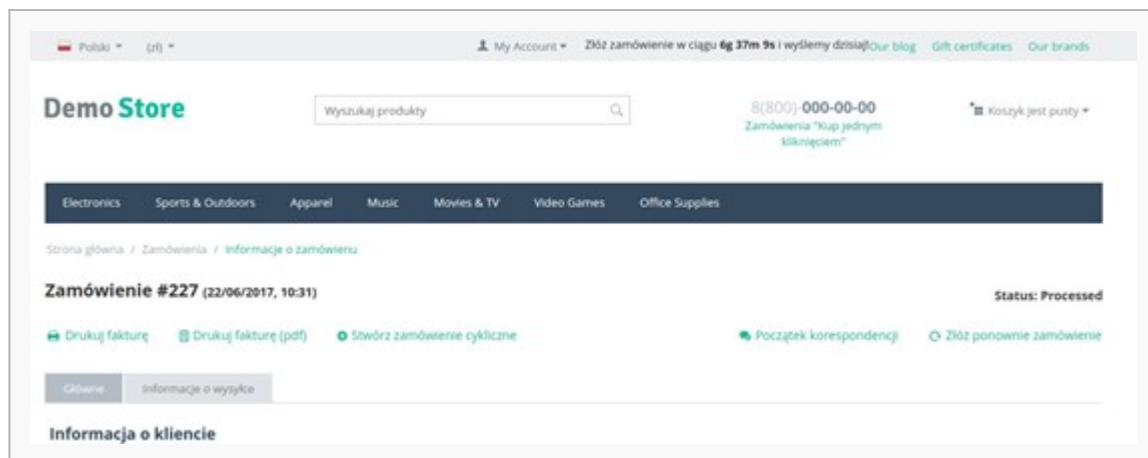 Polski (zł) My Account Złóż zamówienie w ciągu 6g 37m 9s i wyślemy dzisiaj! Our blog Gift certificates Our brands
Demo Store Wyszukaj produkty 8(800)-000-00-00 Koszyk jest pusty
Zamówienia "Kup jednym
kliknięciem"
Electronics Sports & Outdoors Apparel Music Movies & TV Video Games Office Supplies
Strona główna / Zamówienia / Informacje o zamówienu
Zamówienie #227 (22/06/2017, 10:31) Status: Processed
Drukuj fakturę Drukuj fakturę (pdf) Stwórz zamówienie cykliczne Początek korespondencji Złóż ponownie zamówienie
Główne Informacje o wysyłce
Informacja o kliencie